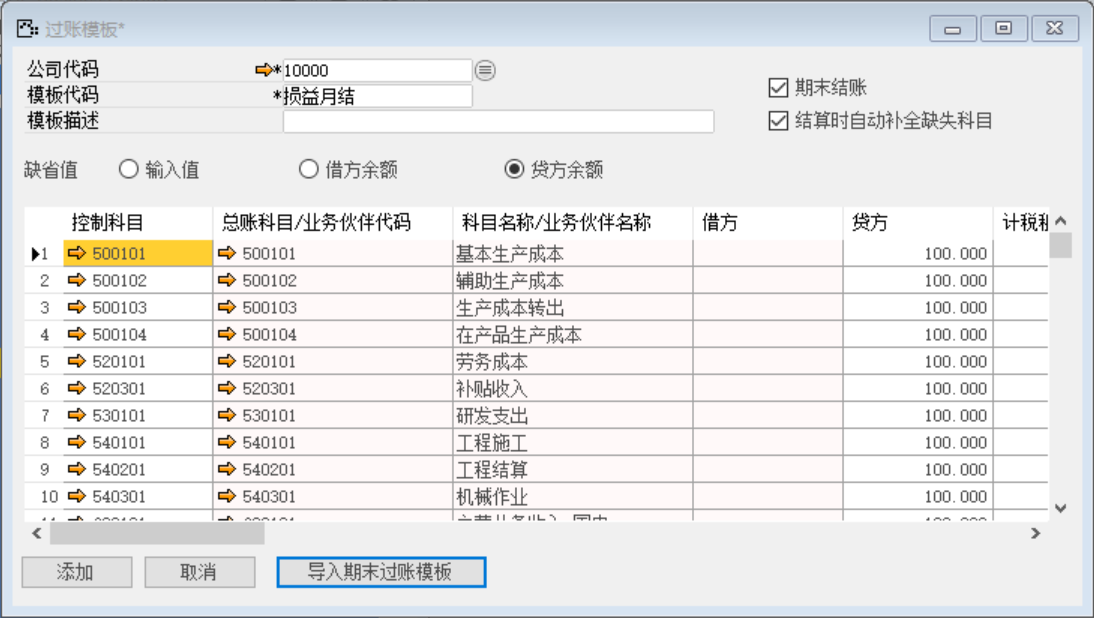 过账模板*
公司代码 *10000
模板代码 *损益月结
模板描述
期末结账
结算时自动补全缺失科目
缺省值 输入值 借方余额 贷方余额
控制科目 总账科目/业务伙伴代码 科目名称/业务伙伴名称 借方 贷方 计税税
1 500101 500101 基本生产成本 100.000
2 500102 500102 辅助生产成本 100.000
3 500103 500103 生产成本转出 100.000
4 500104 500104 在产品生产成本 100.000
5 520101 520101 劳务成本 100.000
6 520301 520301 补贴收入 100.000
7 530101 530101 研发支出 100.000
8 540101 540101 工程施工 100.000
9 540201 540201 工程结算 100.000
10 540301 540301 机械作业 100.000
添加 取消 导入期末过账模板